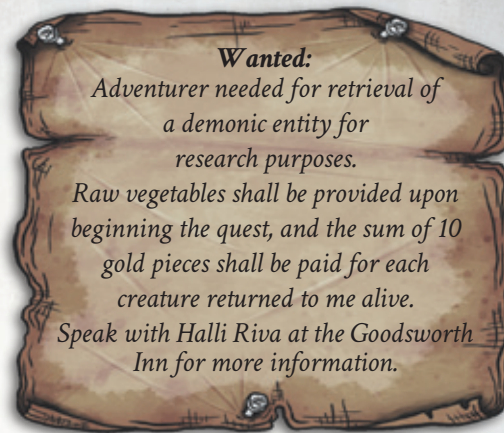 Wanted:
Adventurer needed for retrieval of
a demonic entity for
research purposes.
Raw vegetables shall be provided upon
beginning the quest, and the sum of 10
gold pieces shall be paid for each
creature returned to me alive.
Speak with Halli Riva at the Goodsworth
Inn for more information.